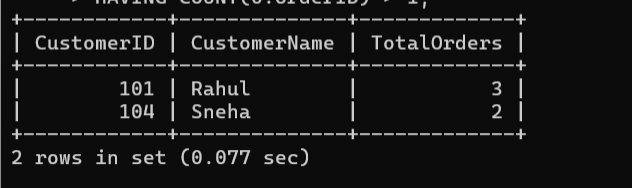 -> HAVING COUNT(o.OrderID) > 1;
+------------+--------------+-------------+
| CustomerID | CustomerName | TotalOrders |
+------------+--------------+-------------+
|        101 | Rahul        |           3 |
|        104 | Sneha        |           2 |
+------------+--------------+-------------+
2 rows in set (0.077 sec)